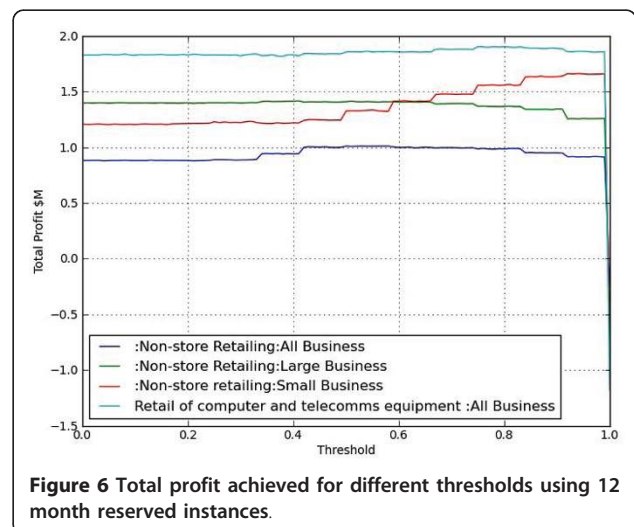 2.0
1.5
1.0
0.5
0.0
−0.5
−1.0
−1.5
Total Profit $M
:Non-store Retailing:All Business
:Non-store Retailing:Large Business
:Non-store retailing:Small Business
Retail of computer and telecomms equipment :All Business
0.0 0.2 0.4 0.6 0.8 1.0
Threshold
Figure 6 Total profit achieved for different thresholds using 12
month reserved instances.